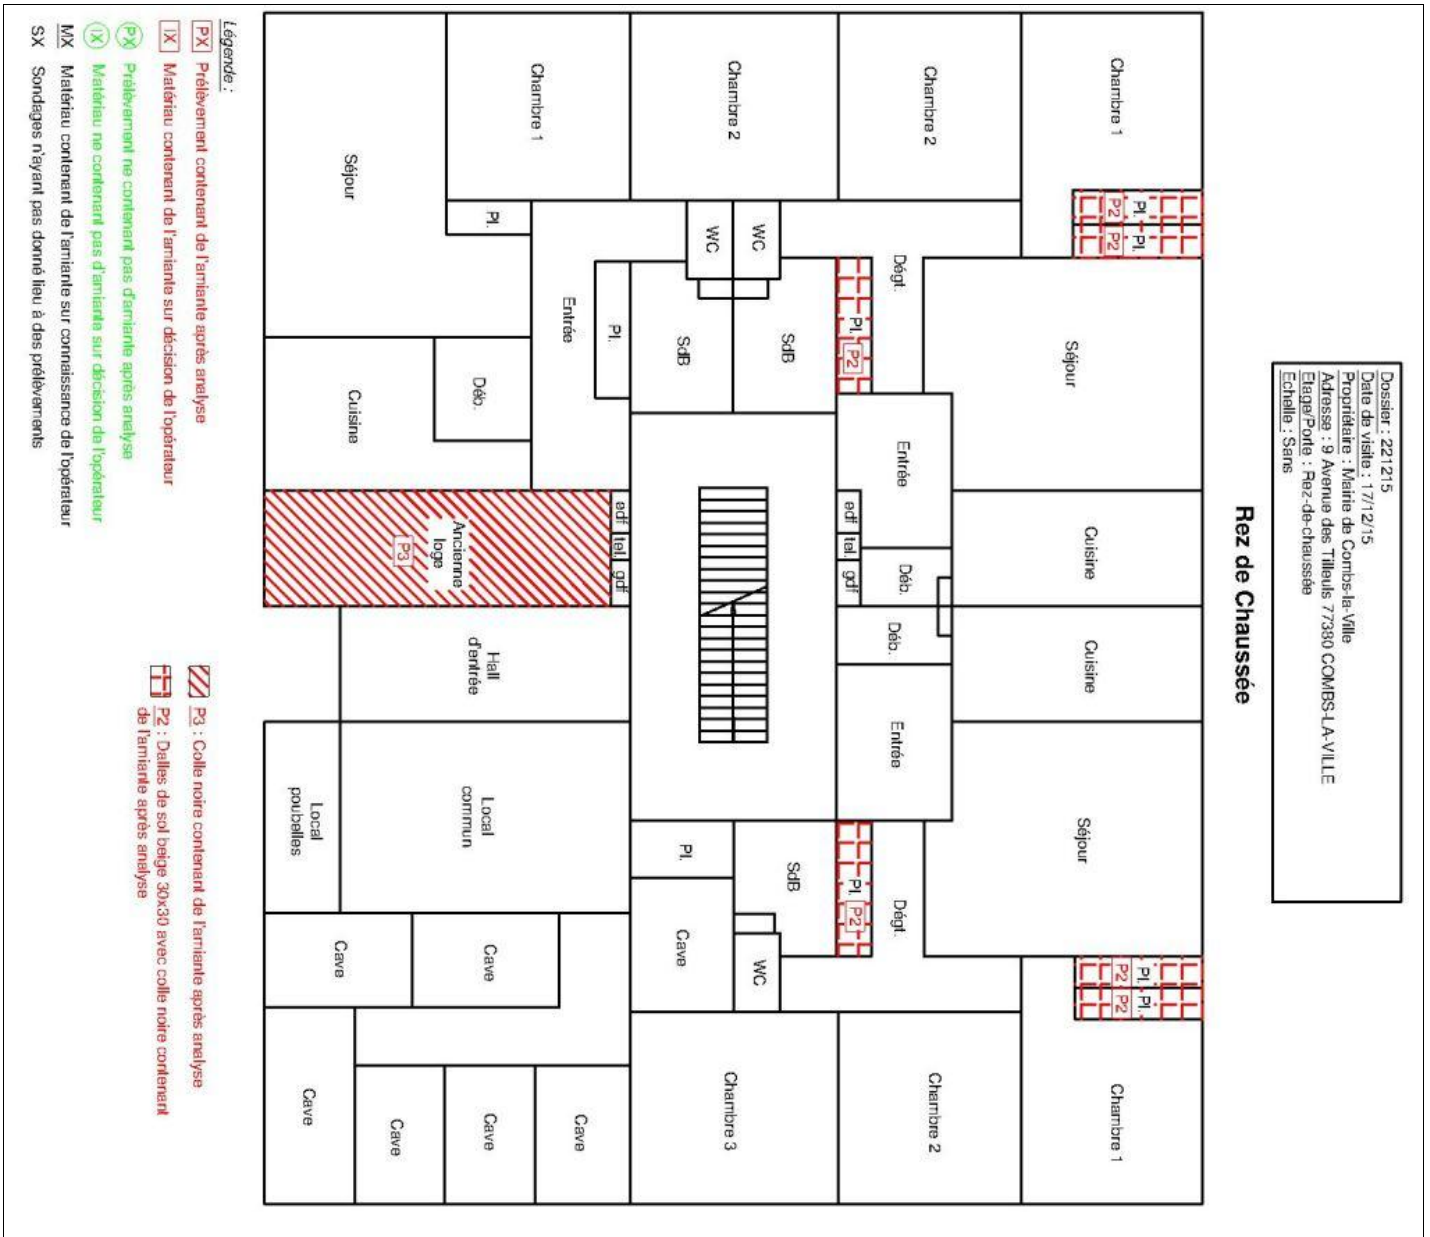 Dossier : 221215
Date de visite : 17/12/15
Propriétaire : Mairie de Combs-la-Ville
Adresse : 9 Avenue des Tilleuls 77380 COMBS-LA-VILLE
Etage/Porte : Rez-de-chaussée
Echelle : Sans
Rez de Chaussée
Chambre 1
Pl.
P2
Pl.
P2
Séjour
Cuisine
Cuisine
Séjour
Pl.
P2
Pl.
P2
Chambre 1
Chambre 2
Dégt.
Pl.
P2
Entrée
Déb.
Déb.
Entrée
Dégt.
Pl.
P2
Chambre 2
edf
tel.
gdf
Chambre 2
WC
WC
SdB
SdB
SdB
WC
Pl.
Cave
Chambre 3
Chambre 1
Pl.
Entrée
Pl.
Déb.
edf
tel.
gdf
Séjour
Cuisine
Ancienne
loge
P3
Hall
d'entrée
Local
commun
Local
poubelles
Cave
Cave
Cave
Cave
Cave
Cave
Légende :
PX Prélèvement contenant de l'amiante après analyse
IX Matériau contenant de l'amiante sur décision de l'opérateur
PX Prélèvement ne contenant pas d'amiante après analyse
IX Matériau ne contenant pas d'amiante sur décision de l'opérateur
MX Matériau contenant de l'amiante sur connaissance de l'opérateur
SX Sondages n'ayant pas donné lieu à des prélèvements
P3 : Colle noire contenant de l'amiante après analyse
P2 : Dalles de sol beige 30x30 avec colle noire contenant
de l'amiante après analyse